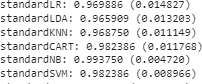 standardLR: 0.969886 (0.014827)
standardLDA: 0.965909 (0.013203)
standardKNN: 0.968750 (0.011149)
standardCART: 0.982386 (0.011768)
standardNB: 0.993750 (0.004720)
standardSVM: 0.982386 (0.008966)